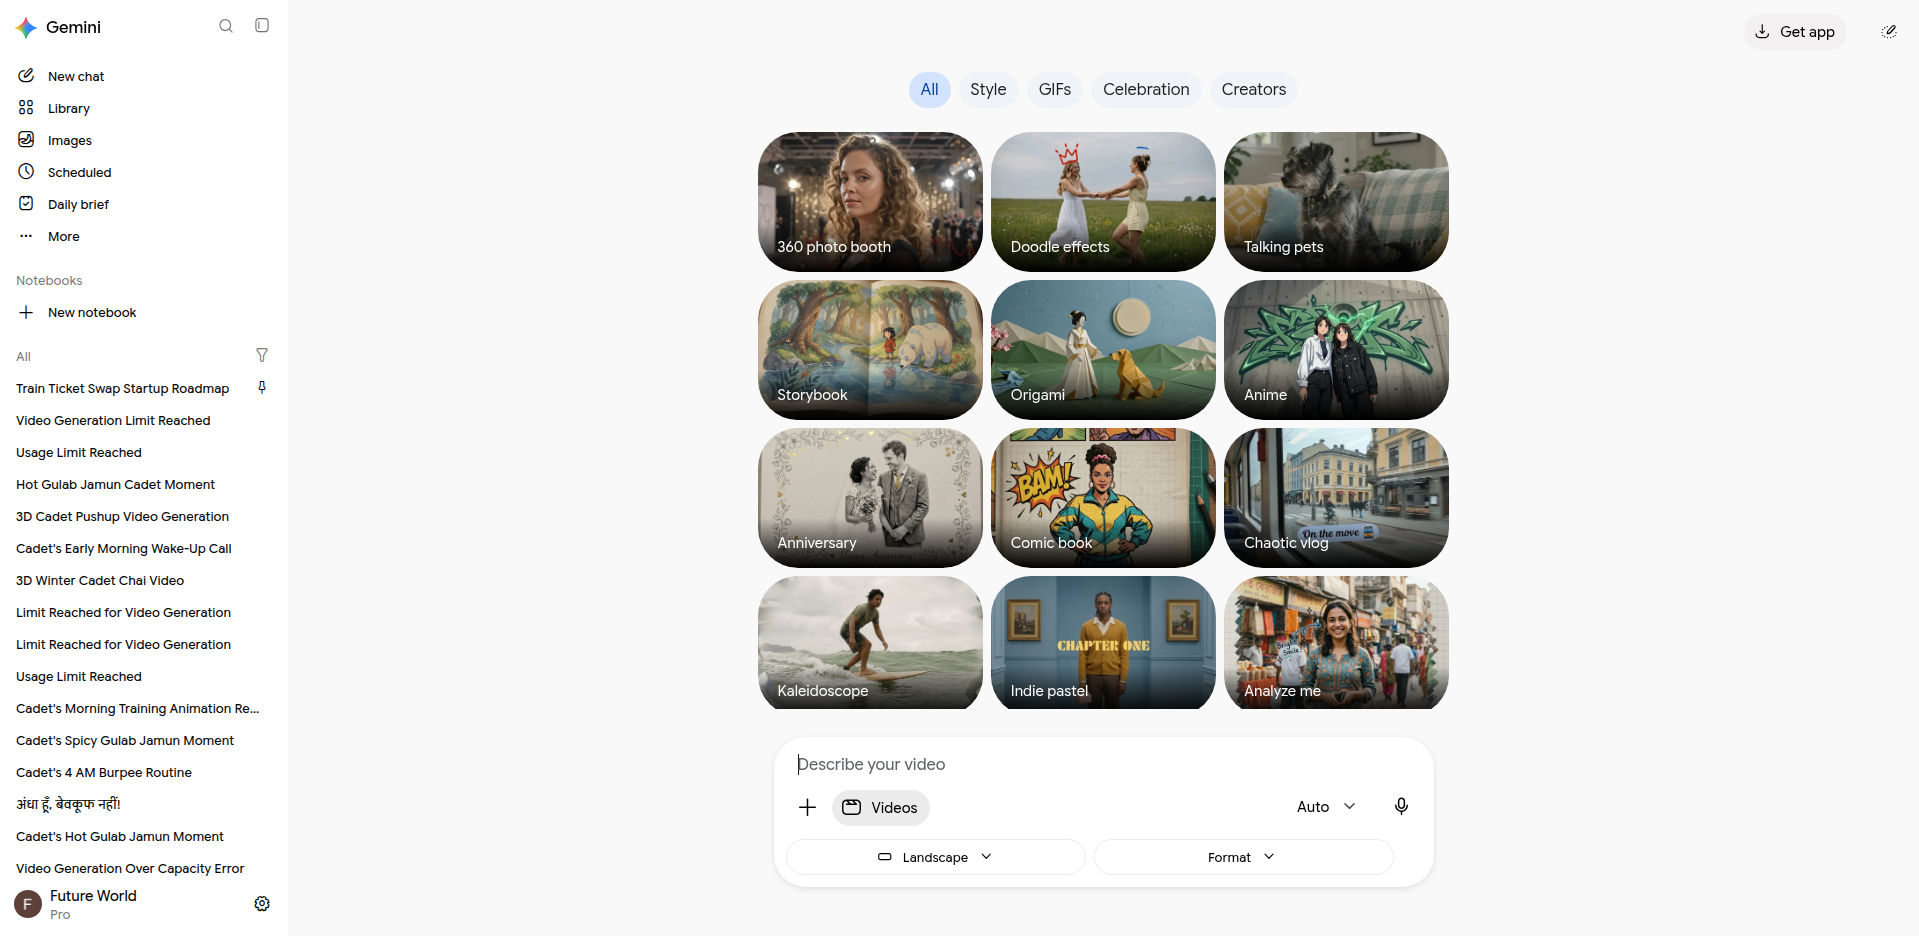 Gemini
New chat
Library
Images
Scheduled
Daily brief
More
Notebooks
New notebook
All
Train Ticket Swap Startup Roadmap
Video Generation Limit Reached
Usage Limit Reached
Hot Gulab Jamun Cadet Moment
3D Cadet Pushup Video Generation
Cadet's Early Morning Wake-Up Call
3D Winter Cadet Chai Video
Limit Reached for Video Generation
Limit Reached for Video Generation
Usage Limit Reached
Cadet's Morning Training Animation Re...
Cadet's Spicy Gulab Jamun Moment
Cadet's 4 AM Burpee Routine
अंधा हूँ, बेवकूफ नहीं!
Cadet's Hot Gulab Jamun Moment
Video Generation Over Capacity Error
F
Future World
Pro
Get app
All Style GIFs Celebration Creators
360 photo booth
Doodle effects
Talking pets
Storybook
Origami
Anime
Anniversary
BAM!
Comic book
On the move
Chaotic vlog
Kaleidoscope
CHAPTER ONE
Indie pastel
Bright
Smile
Analyze me
Describe your video
Videos
Auto
Landscape
Format